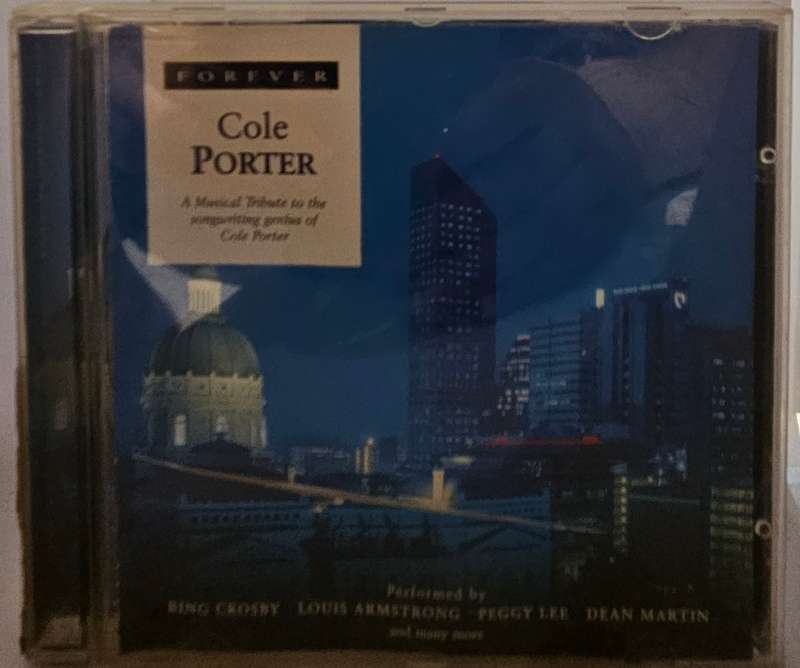 FOREVER
Cole
PORTER
A Musical Tribute to the
songwriting genius of
Cole Porter
Performed by
BING CROSBY LOUIS ARMSTRONG PEGGY LEE DEAN MARTIN
and many more